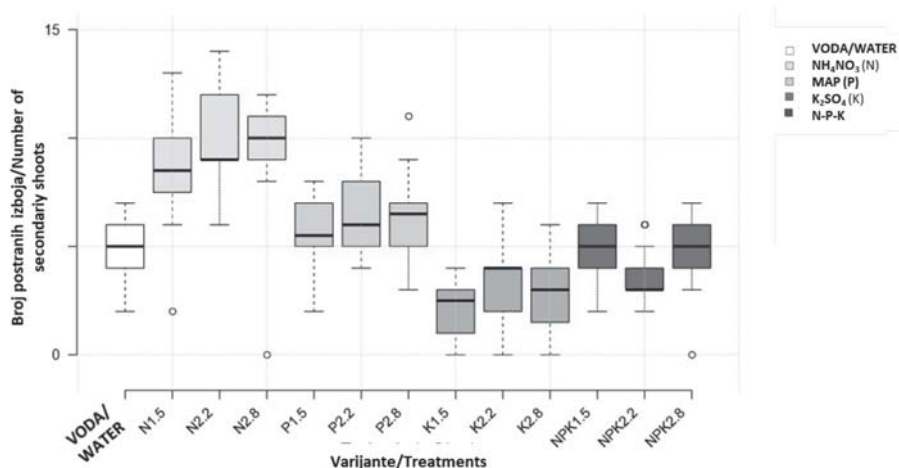 15
0
Broj postranih izboja/Number of
secondariy shoots
VODA/WATER
NH₄NO₃ (N)
MAP (P)
K₂SO₄ (K)
N-P-K
VODA/
WATER
N1.5
N2.2
N2.8
P1.5
P2.2
P2.8
K1.5
K2.2
K2.8
NPK1.5
NPK2.2
NPK2.8
Varijante/Treatments